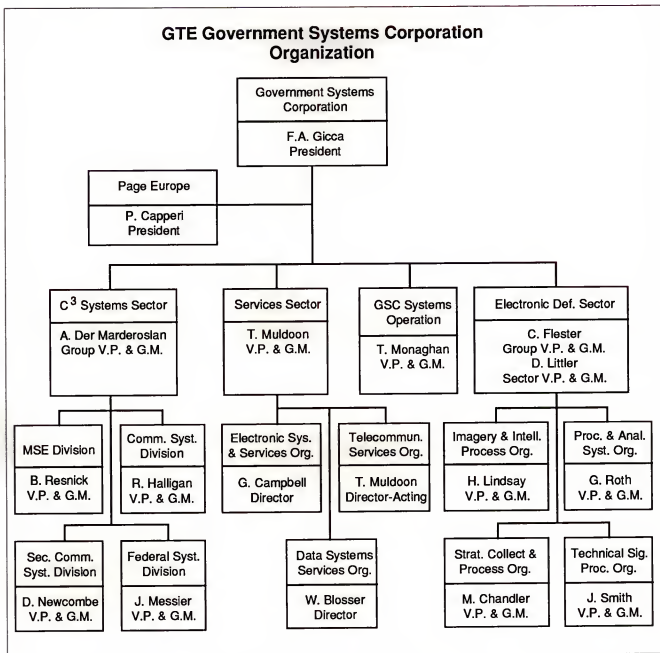 GTE Government Systems Corporation
Organization
Government Systems
Corporation
F.A. Gicca
President
Page Europe
P. Capperi
President
C3 Systems Sector
A. Der Marderosian
Group V.P. & G.M.
Services Sector
T. Muldoon
V.P. & G.M.
GSC Systems
Operation
T. Monaghan
V.P. & G.M.
Electronic Def. Sector
C. Flester
Group V.P. & G.M.
D. Littler
Sector V.P. & G.M.
MSE Division
B. Resnick
V.P. & G.M.
Comm. Syst.
Division
R. Halligan
V.P. & G.M.
Electronic Sys.
& Services Org.
G. Campbell
Director
Telecommun.
Services Org.
T. Muldoon
Director-Acting
Imagery & Intell.
Process Org.
H. Lindsay
V.P. & G.M.
Proc. & Anal.
Syst. Org.
G. Roth
V.P. & G.M.
Sec. Comm.
Syst. Division
D. Newcombe
V.P. & G.M.
Federal Syst.
Division
J. Messier
V.P. & G.M.
Data Systems
Services Org.
W. Blosser
Director
Strat. Collect &
Process Org.
M. Chandler
V.P. & G.M.
Technical Sig.
Proc. Org.
J. Smith
V.P. & G.M.